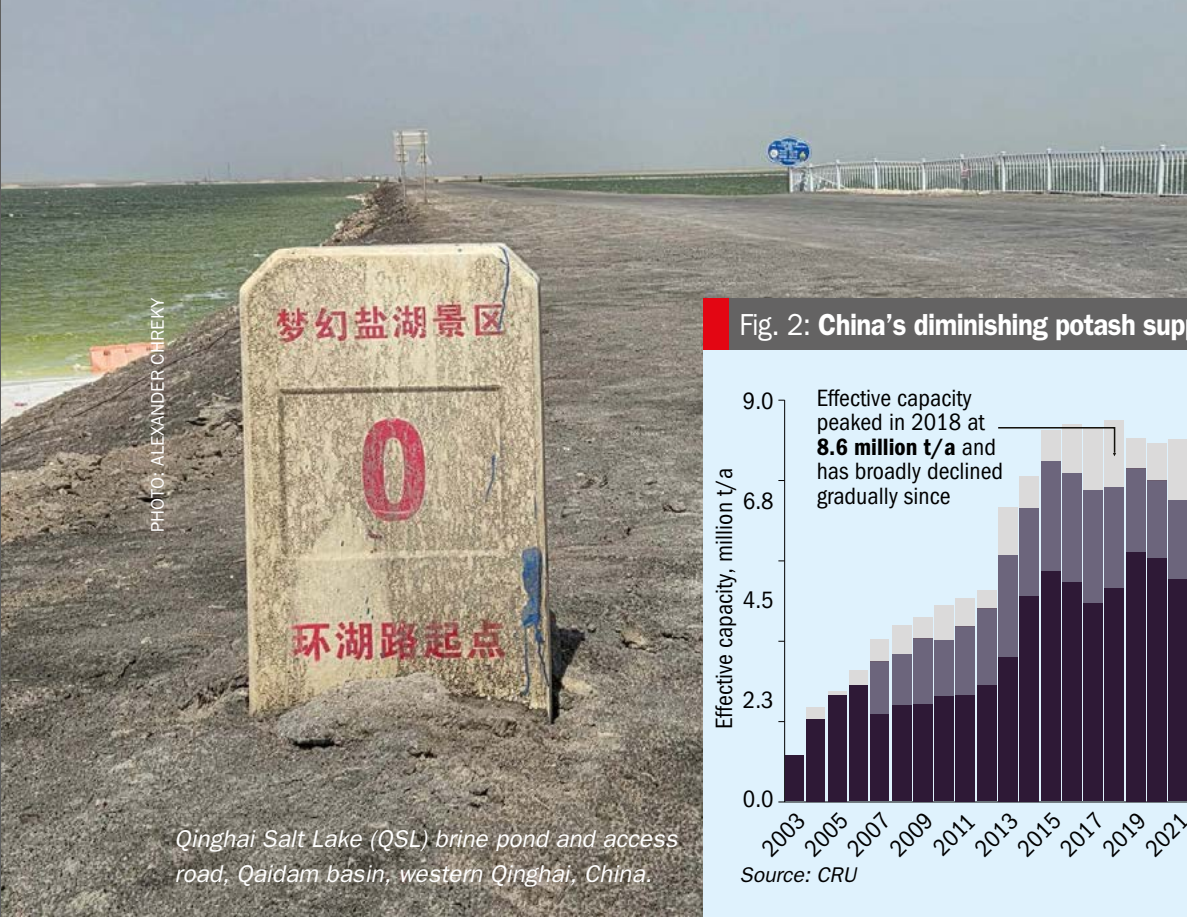 梦幻盐湖景区
0
环湖路起点
PHOTO: ALEXANDER CHREKY
Qinghai Salt Lake (QSL) brine pond and access
road, Qaidam basin, western Qinghai, China.
Fig. 2: China’s diminishing potash
Effective capacity, million t/a
9.0
6.8
4.5
2.3
0.0
Effective capacity
peaked in 2018 at
8.6 million t/a and
has broadly declined
gradually since
2003
2005
2007
2009
2011
2013
2015
2017
2019
2021
Source: CRU